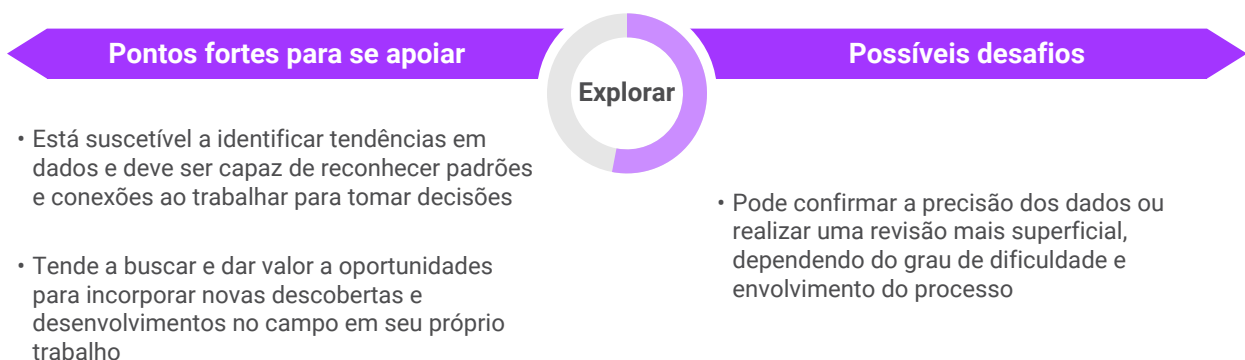 Pontos fortes para se apoiar
Explorar
Possíveis desafios
• Está suscetível a identificar tendências em
dados e deve ser capaz de reconhecer padrões
e conexões ao trabalhar para tomar decisões
• Tende a buscar e dar valor a oportunidades
para incorporar novas descobertas e
desenvolvimentos no campo em seu próprio
trabalho
• Pode confirmar a precisão dos dados ou
realizar uma revisão mais superficial,
dependendo do grau de dificuldade e
envolvimento do processo